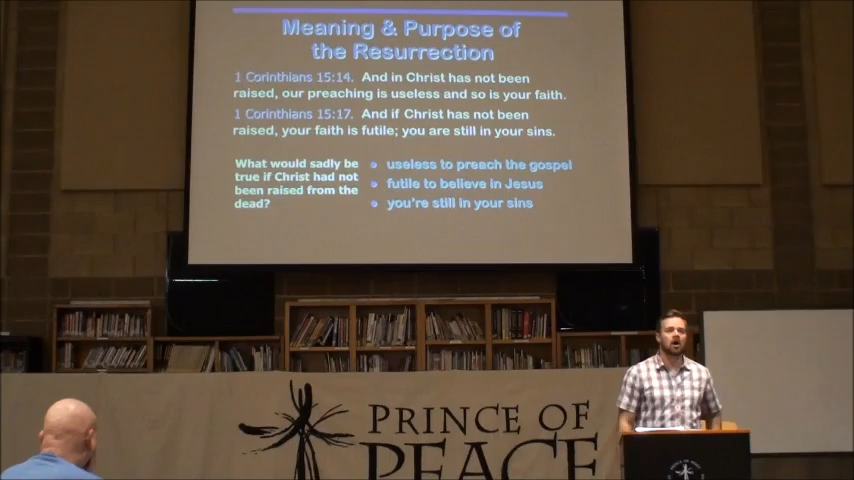 Meaning & Purpose of
the Resurrection
1 Corinthians 15:14. And in Christ has not been
raised, our preaching is useless and so is your faith.
1 Corinthians 15:17. And if Christ has not been
raised, your faith is futile; you are still in your sins.
What would sadly be
true if Christ had not
been raised from the
dead?
• useless to preach the gospel
• futile to believe in Jesus
• you're still in your sins
PRINCE OF
PEACE